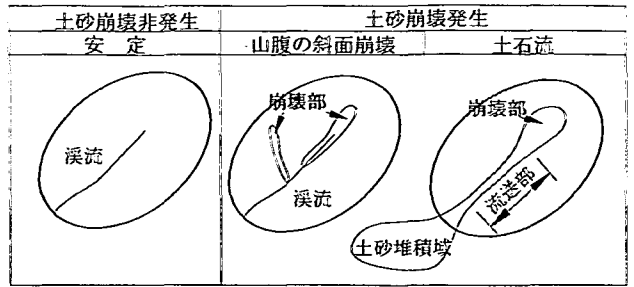 土砂崩壊非発生
土砂崩壊発生
安 定
山腹の斜面崩壊
土石流
渓流
崩壊部
渓流
崩壊部
流送部
土砂堆積域